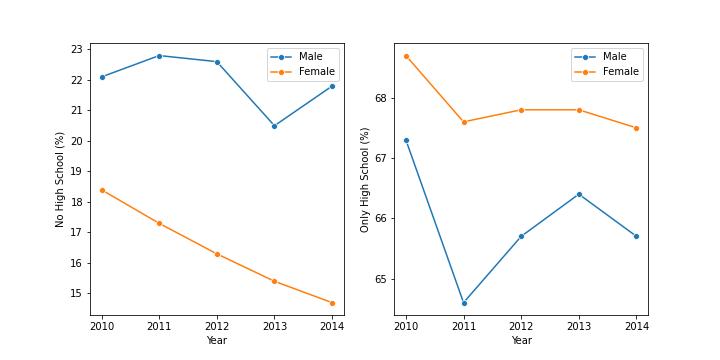 No High School (%)
23
22
21
20
19
18
17
16
15
Male
Female
2010 2011 2012 2013 2014
Year
Only High School (%)
68
67
66
65
Male
Female
2010 2011 2012 2013 2014
Year